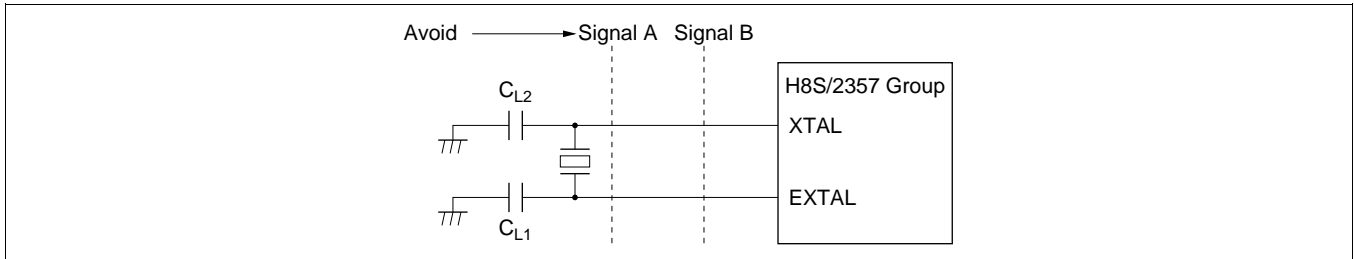 Avoid Signal A Signal B
H8S/2357 Group
CL2
XTAL
EXTAL
CL1